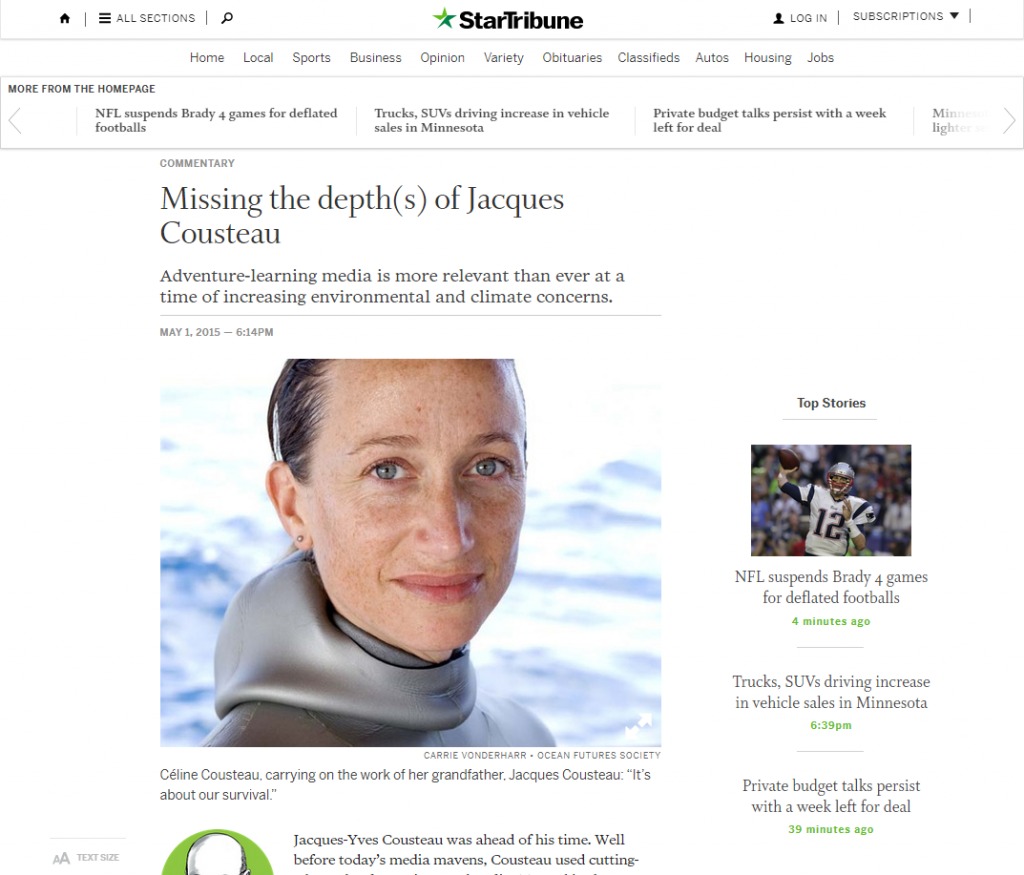 ALL SECTIONS
StarTribune
LOG IN
SUBSCRIPTIONS
Home Local Sports Business Opinion Variety Obituaries Classifieds Autos Housing Jobs
MORE FROM THE HOMEPAGE
NFL suspends Brady 4 games for deflated
footballs
Trucks, SUVs driving increase in vehicle
sales in Minnesota
Private budget talks persist with a week
left for deal
lighter
COMMENTARY
Missing the depth(s) of Jacques
Cousteau
Adventure-learning media is more relevant than ever at a
time of increasing environmental and climate concerns.
MAY 1, 2015 — 6:14PM
CARRIE VONDERHARR • OCEAN FUTURES SOCIETY
Céline Cousteau, carrying on the work of her grandfather, Jacques Cousteau: “It’s
about our survival.”
AA TEXT SIZE
Jacques-Yves Cousteau was ahead of his time. Well
before today’s media mavens, Cousteau used cutting-
Top Stories
12
NFL suspends Brady 4 games
for deflated footballs
4 minutes ago
Trucks, SUVs driving increase
in vehicle sales in Minnesota
6:39pm
Private budget talks persist
with a week left for deal
39 minutes ago